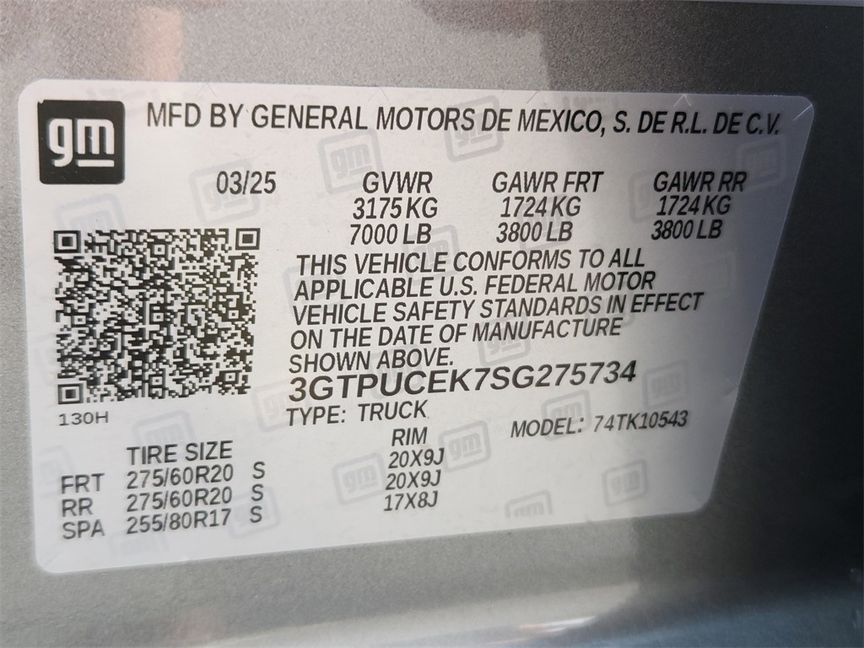 gm
MFD BY GENERAL MOTORS DE MEXICO, S. DE R.L. DE C.V.
03/25 GVWR GAWR FRT GAWR RR
3175 KG 1724 KG 1724 KG
7000 LB 3800 LB 3800 LB
THIS VEHICLE CONFORMS TO ALL
APPLICABLE U.S. FEDERAL MOTOR
VEHICLE SAFETY STANDARDS IN EFFECT
ON THE DATE OF MANUFACTURE
SHOWN ABOVE.
3GTPUCEK7SG275734
130H
TYPE: TRUCK MODEL: 74TK10543
TIRE SIZE RIM
FRT 275/60R20 S 20X9J
RR 275/60R20 S 20X9J
SPA 255/80R17 S 17X8J